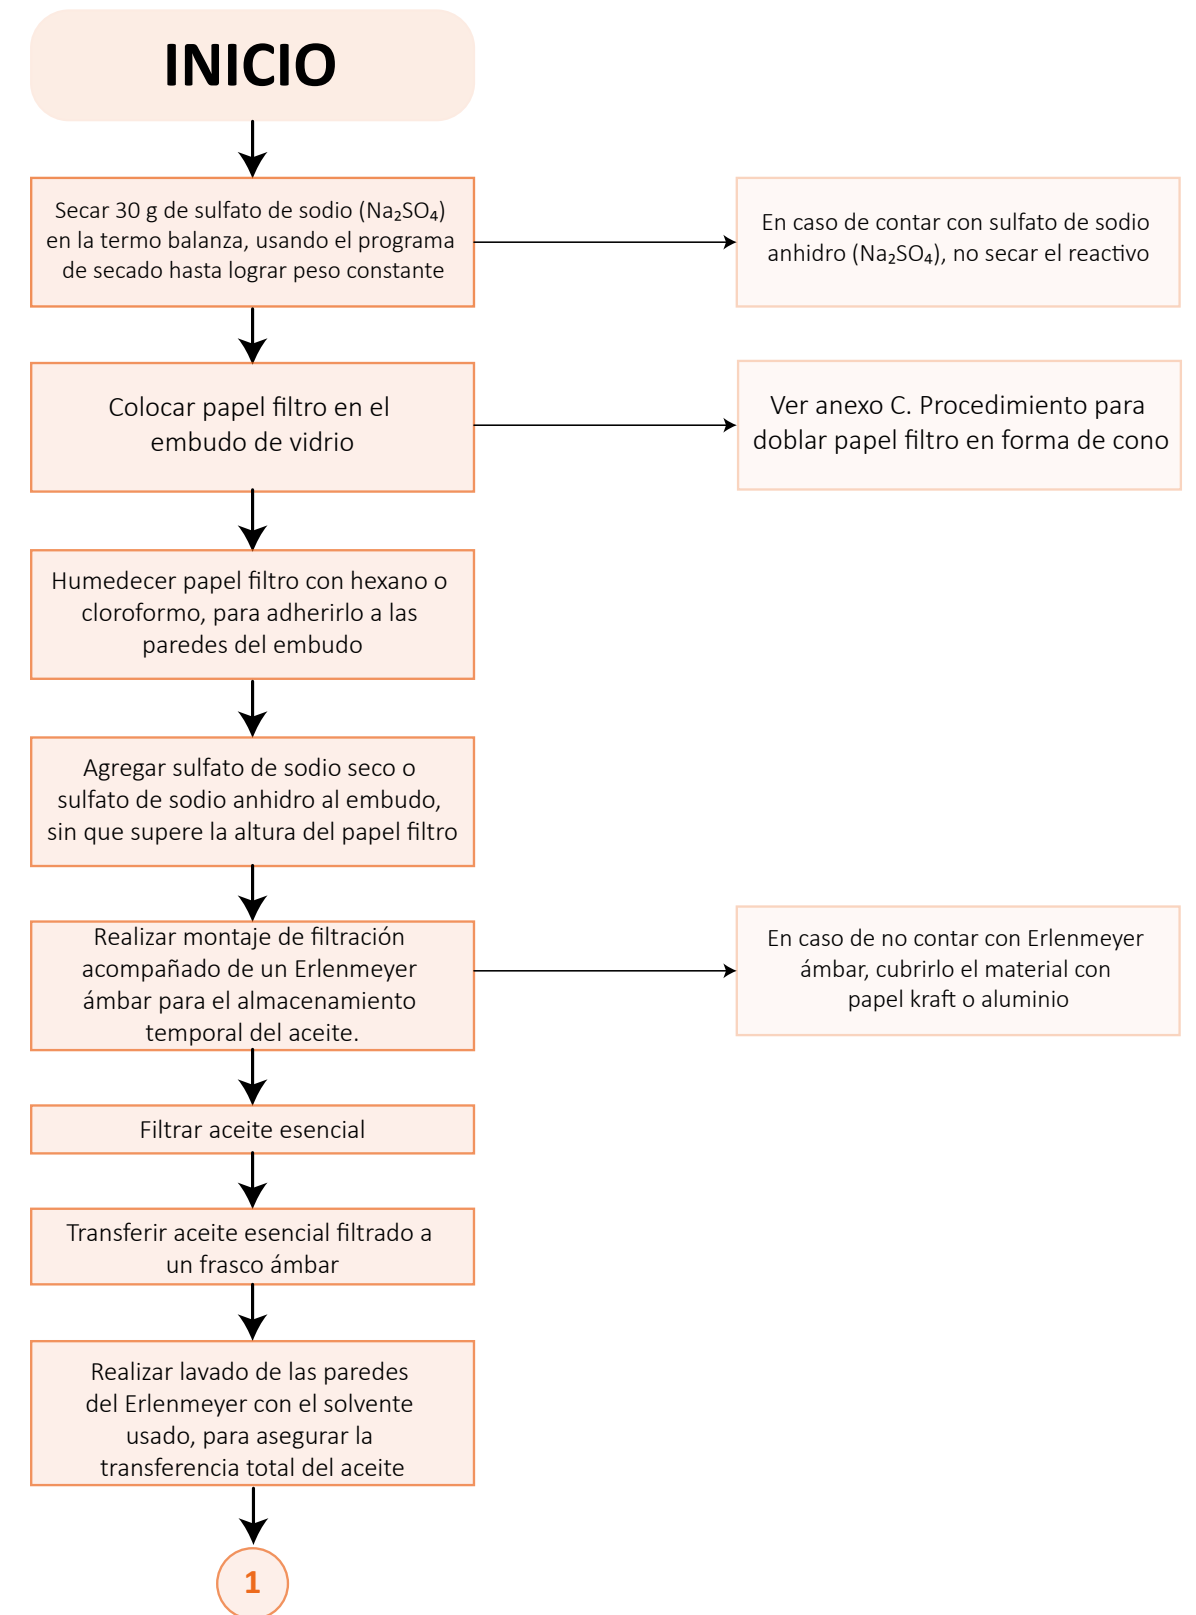 INICIO
Secar 30 g de sulfato de sodio (Na₂SO₄)
en la termo balanza, usando el programa
de secado hasta lograr peso constante
En caso de contar con sulfato de sodio
anhidro (Na₂SO₄), no secar el reactivo
Colocar papel filtro en el
embudo de vidrio
Ver anexo C. Procedimiento para
doblar papel filtro en forma de cono
Humedecer papel filtro con hexano o
cloroformo, para adherirlo a las
paredes del embudo
Agregar sulfato de sodio seco o
sulfato de sodio anhidro al embudo,
sin que supere la altura del papel filtro
Realizar montaje de filtración
acompañado de un Erlenmeyer
ámbar para el almacenamiento
temporal del aceite.
En caso de no contar con Erlenmeyer
ámbar, cubrirlo el material con
papel kraft o aluminio
Filtrar aceite esencial
Transferir aceite esencial filtrado a
un frasco ámbar
Realizar lavado de las paredes
del Erlenmeyer con el solvente
usado, para asegurar la
transferencia total del aceite
1